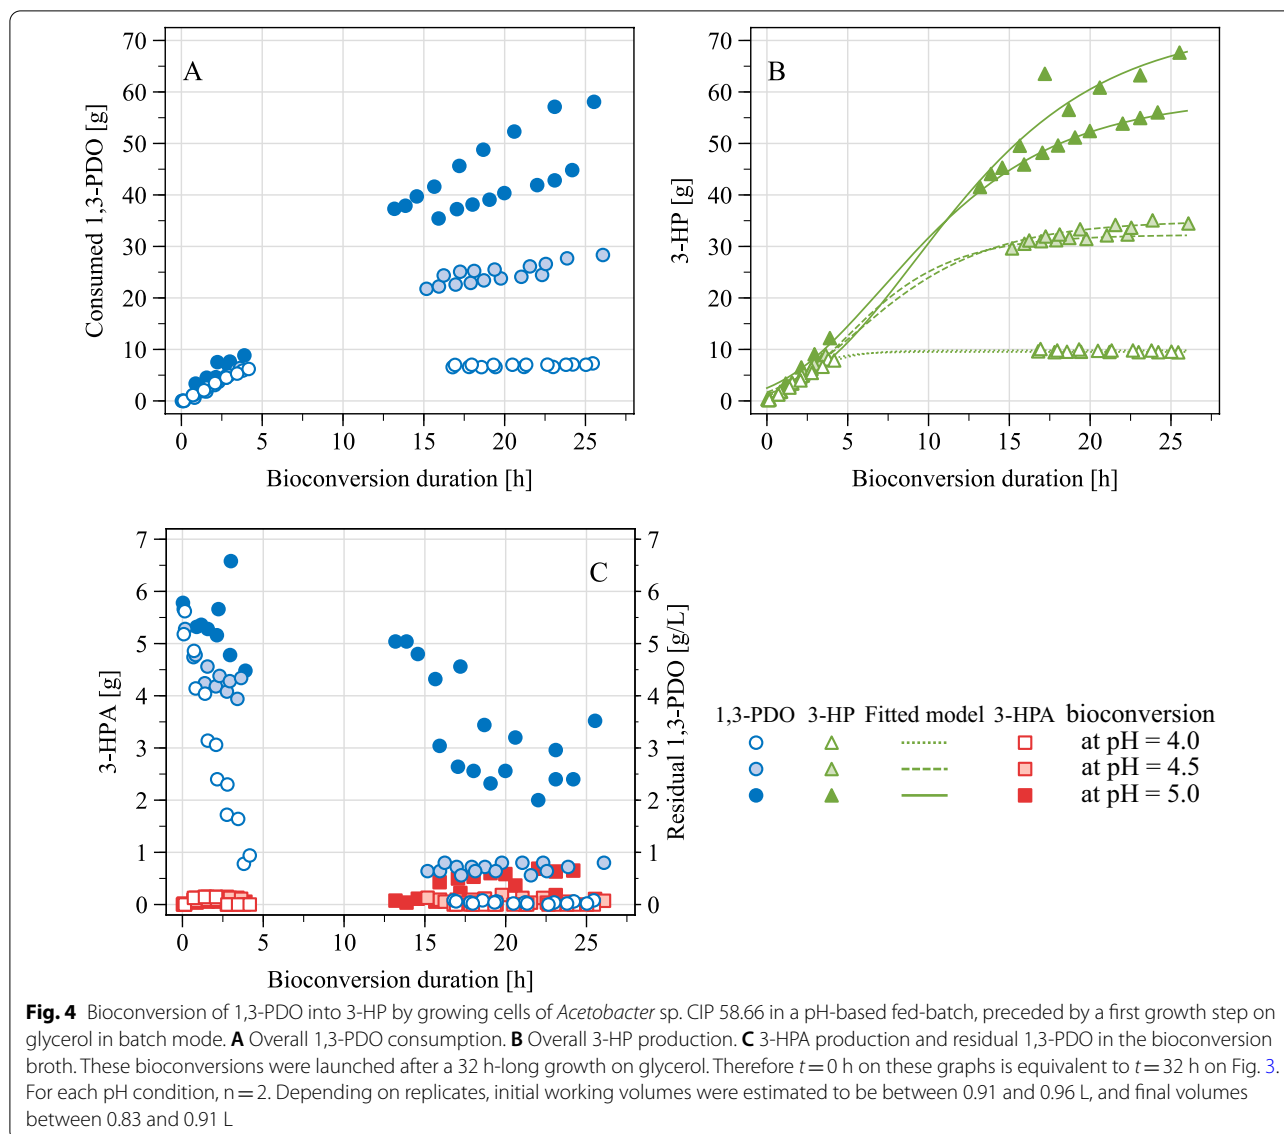 70
60
50
40
30
20
10
0
Consumed 1,3-PDO [g]
A
0 5 10 15 20 25
Bioconversion duration [h]
70
60
50
40
30
20
10
0
3-HP [g]
B
0 5 10 15 20 25
Bioconversion duration [h]
7
6
5
4
3
2
1
0
3-HPA [g]
C
7
6
5
4
3
2
1
0
Residual 1,3-PDO [g/L]
0 5 10 15 20 25
Bioconversion duration [h]
1,3-PDO 3-HP Fitted model 3-HPA bioconversion
at pH = 4.0
at pH = 4.5
at pH = 5.0
Fig. 4 Bioconversion of 1,3-PDO into 3-HP by growing cells of Acetobacter sp. CIP 58.66 in a pH-based fed-batch, preceded by a first growth step on
glycerol in batch mode. A Overall 1,3-PDO consumption. B Overall 3-HP production. C 3-HPA production and residual 1,3-PDO in the bioconversion
broth. These bioconversions were launched after a 32 h-long growth on glycerol. Therefore t = 0 h on these graphs is equivalent to t = 32 h on Fig. 3.
For each pH condition, n = 2. Depending on replicates, initial working volumes were estimated to be between 0.91 and 0.96 L, and final volumes
between 0.83 and 0.91 L